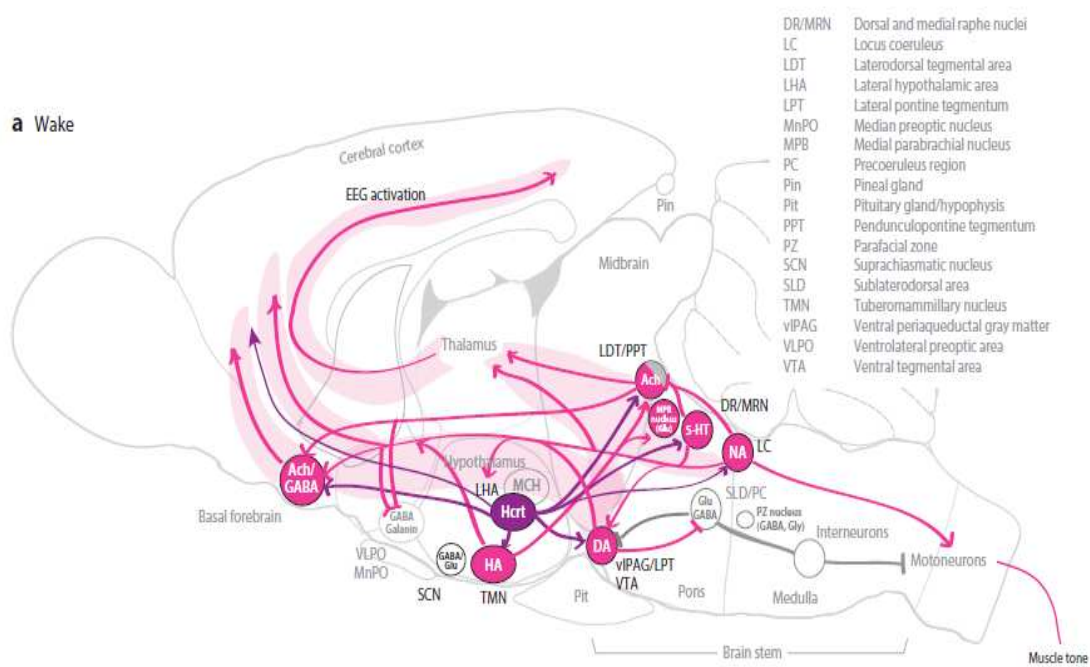 DR/MRN Dorsal and medial raphe nuclei
LC Locus coeruleus
LDT Laterodorsal tegmental area
LHA Lateral hypothalamic area
LPT Lateral pontine tegmentum
MnPO Median preoptic nucleus
MPB Medial parabrachial nucleus
PC Precoeruleus region
Pin Pineal gland
Pit Pituitary gland/hypophysis
PPT Pendunculopontine tegmentum
PZ Parafacial zone
SCN Suprachiasmatic nucleus
SLD Sublaterodorsal area
TMN Tuberomammillary nucleus
vlPAG Ventral periaqueductal gray matter
VLPO Ventrolateral preoptic area
VTA Ventral tegmental area
a Wake
Cerebral cortex
EEG activation
Pin
Midbrain
Thalamus
LDT/PPT
Ach
MPB
nucleus
(Glu)
DR/MRN
5-HT
NA
LC
Ach/
GABA
Basal forebrain
Hypothalamus
LHA
MCH
Hcrt
GABA
Galanin
VLPO
MnPO
GABA/
Glu
SCN
HA
TMN
DA
vlPAG/LPT
VTA
Glu
GABA
SLD/PC
PZ nucleus
(GABA, Gly)
Interneurons
Motoneurons
Pit
Pons
Medulla
Brain stem
Muscle tone